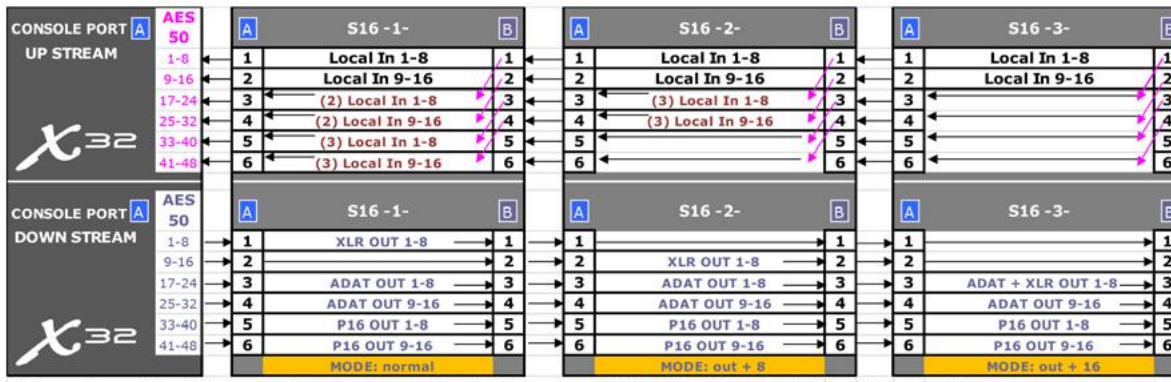 CONSOLE PORT A AES 50 A S16 -1- B A S16 -2- B A S16 -3- B
UP STREAM
1-8 1 Local In 1-8 1 1 Local In 1-8 1 1 Local In 1-8 1
9-16 2 Local In 9-16 2 2 Local In 9-16 2 2 Local In 9-16 2
17-24 3 (2) Local In 1-8 3 3 (3) Local In 1-8 3 3 3
25-32 4 (2) Local In 9-16 4 4 (3) Local In 9-16 4 4 4
33-40 5 (3) Local In 1-8 5 5 5 5 5
41-48 6 (3) Local In 9-16 6 6 6 6 6
X32
CONSOLE PORT A AES 50 A S16 -1- B A S16 -2- B A S16 -3- B
DOWN STREAM
1-8 1 XLR OUT 1-8 1 1 1 1 1
9-16 2 2 2 XLR OUT 1-8 2 2 2
17-24 3 ADAT OUT 1-8 3 3 ADAT OUT 1-8 3 3 ADAT + XLR OUT 1-8 3
25-32 4 ADAT OUT 9-16 4 4 ADAT OUT 9-16 4 4 ADAT OUT 9-16 4
33-40 5 P16 OUT 1-8 5 5 P16 OUT 1-8 5 5 P16 OUT 1-8 5
41-48 6 P16 OUT 9-16 6 6 P16 OUT 9-16 6 6 P16 OUT 9-16 6
X32
MODE: normal MODE: out + 8 MODE: out + 16